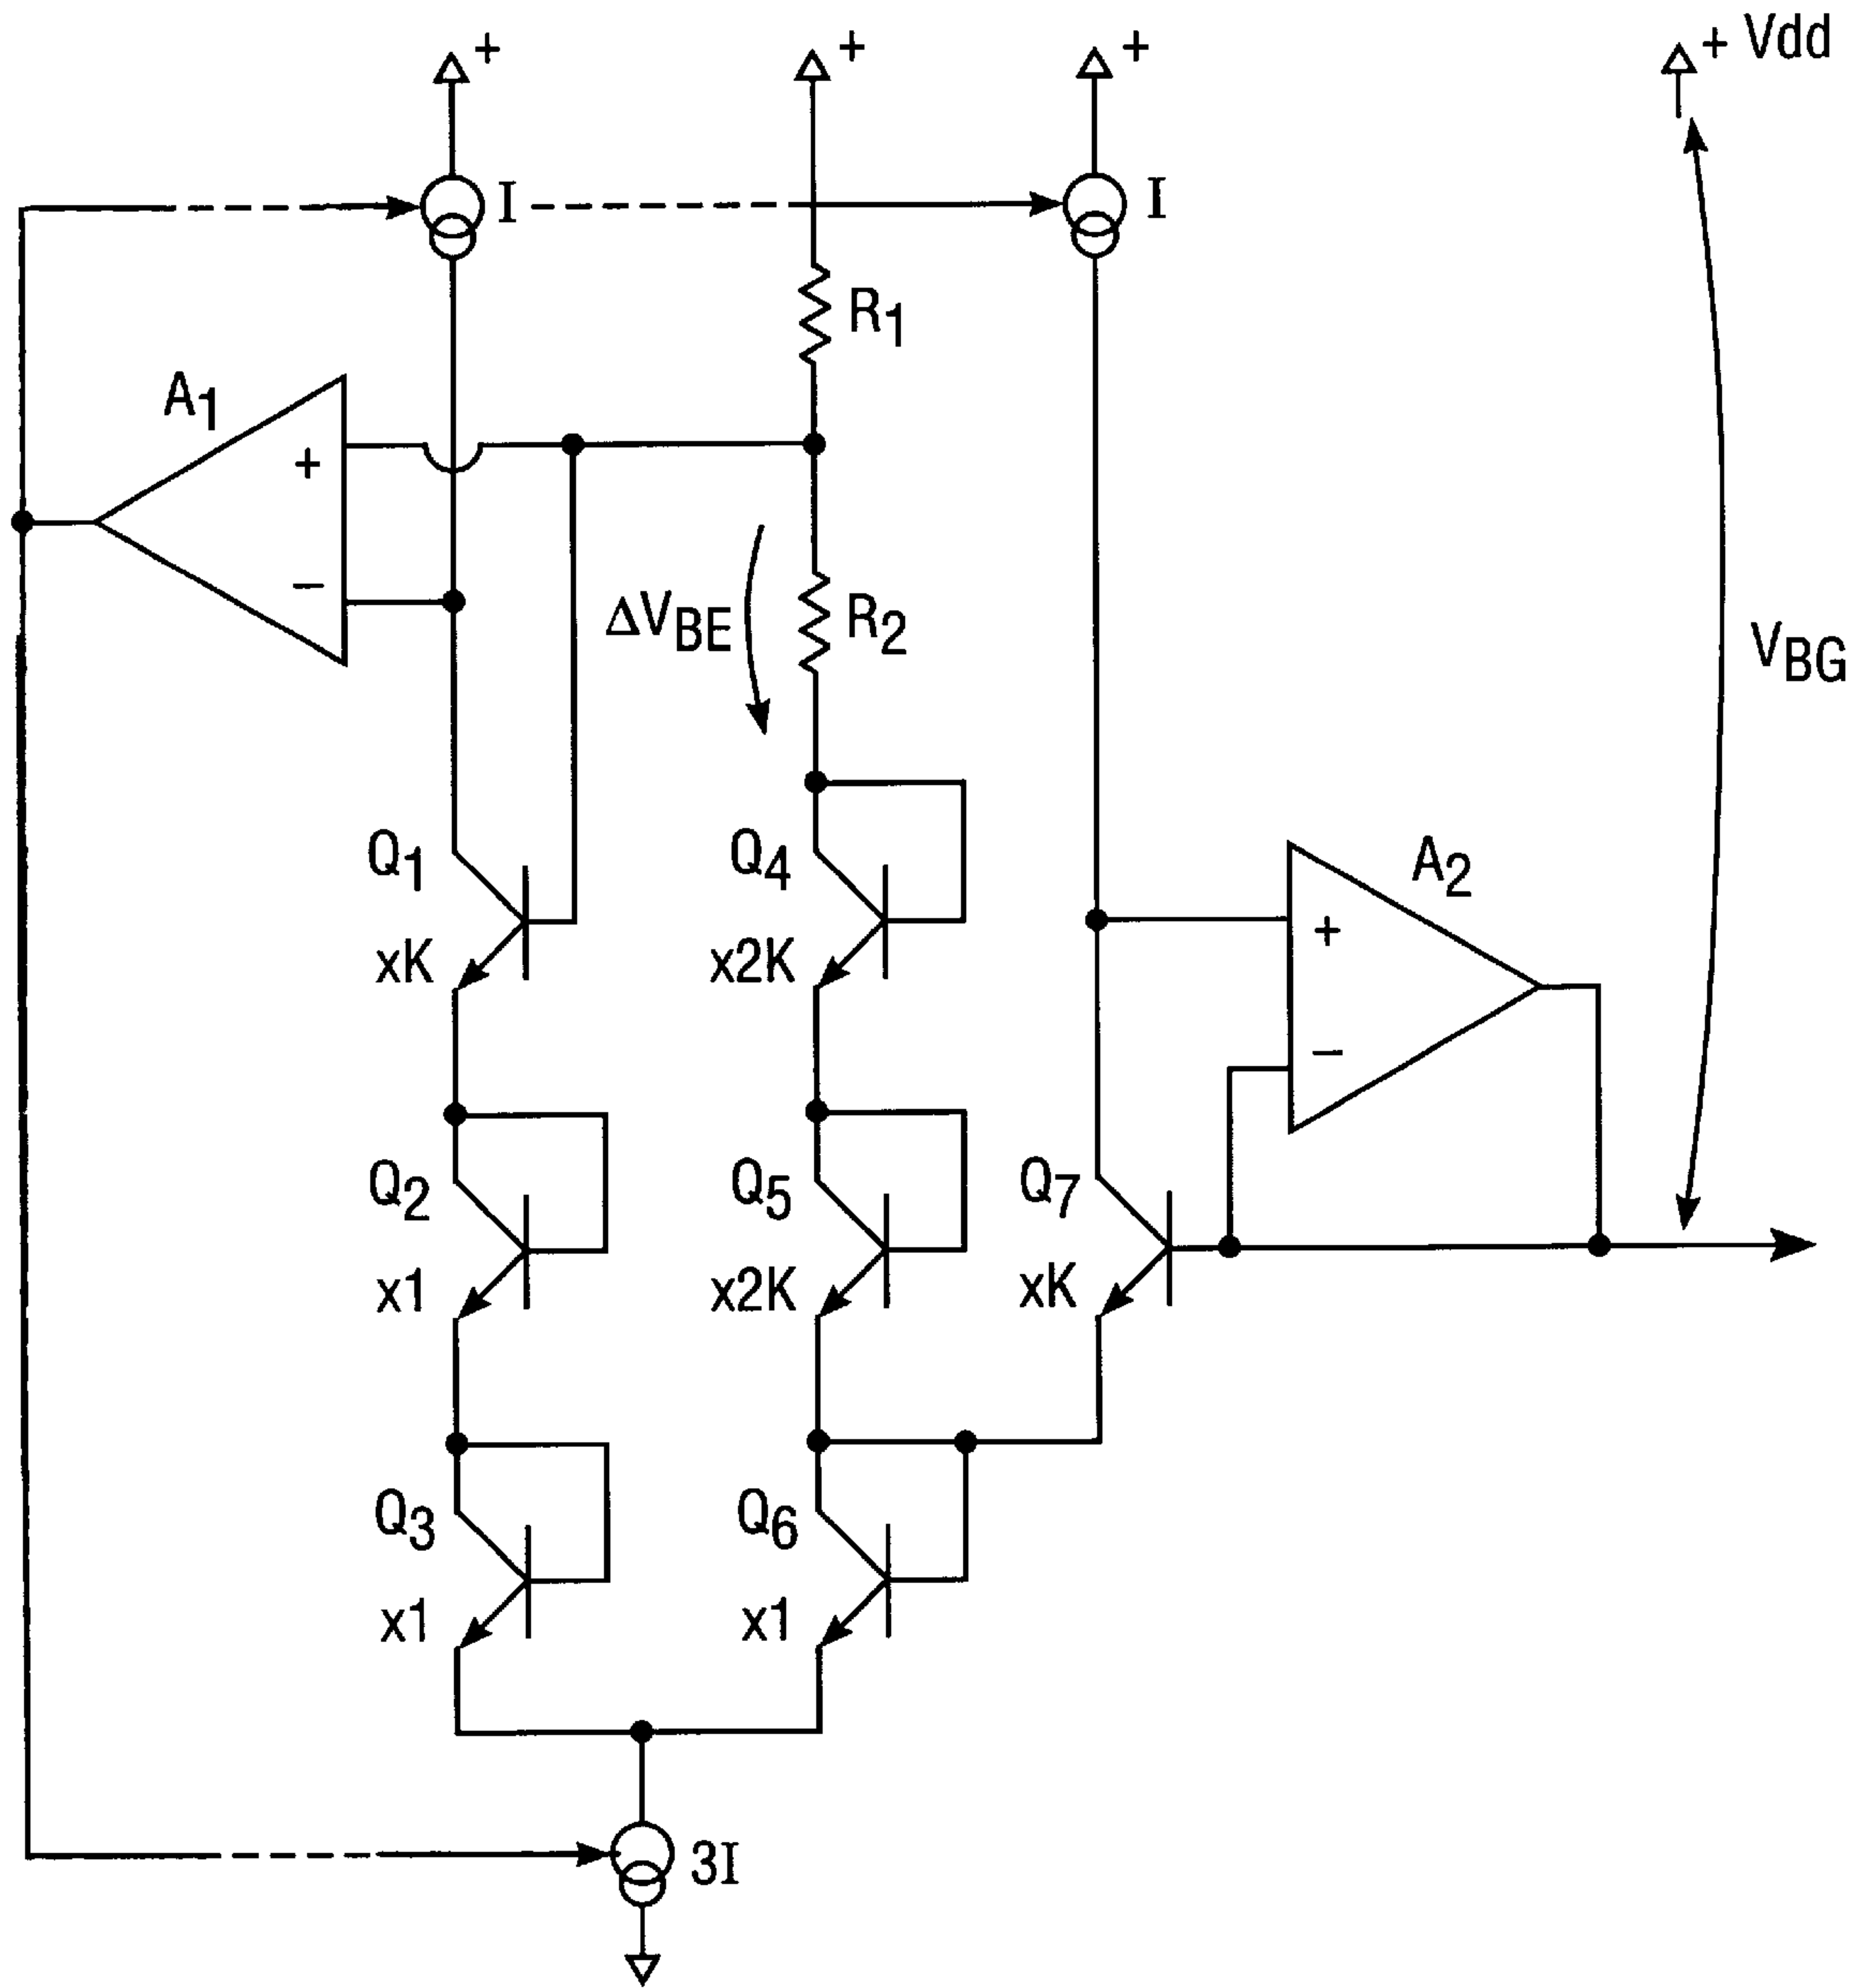 + + + + Vdd
I I
R1
A1
+
−
ΔVBE R2
VBG
Q1 Q4 A2
xK x2K +
−
Q2 Q5 Q7
x1 x2K xK
Q3 Q6
x1 x1
3I